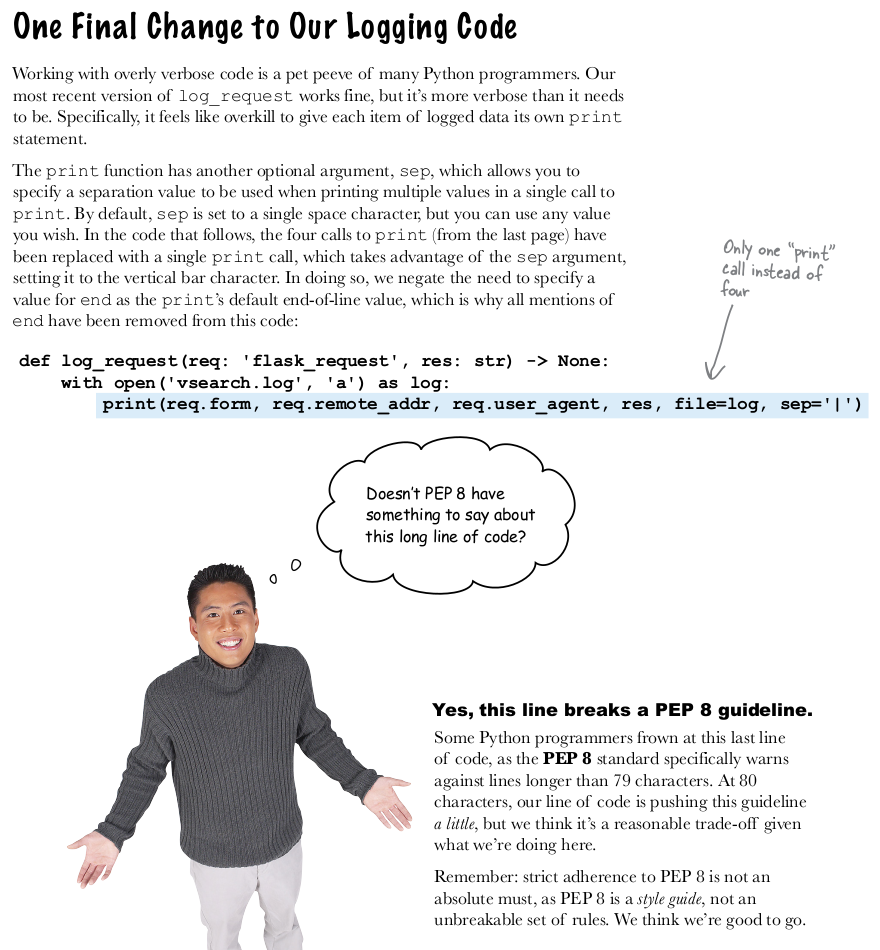 One Final Change to Our Logging Code
Working with overly verbose code is a pet peeve of many Python programmers. Our
most recent version of log_request works fine, but it’s more verbose than it needs
to be. Specifically, it feels like overkill to give each item of logged data its own print
statement.
The print function has another optional argument, sep, which allows you to
specify a separation value to be used when printing multiple values in a single call to
print. By default, sep is set to a single space character, but you can use any value
you wish. In the code that follows, the four calls to print (from the last page) have
been replaced with a single print call, which takes advantage of the sep argument,
setting it to the vertical bar character. In doing so, we negate the need to specify a
value for end as the print’s default end-of-line value, which is why all mentions of
end have been removed from this code:
Only one “print”
call instead of
four
def log_request(req: 'flask_request', res: str) -> None:
    with open('vsearch.log', 'a') as log:
        print(req.form, req.remote_addr, req.user_agent, res, file=log, sep='|')
Doesn’t PEP 8 have
something to say about
this long line of code?
Yes, this line breaks a PEP 8 guideline.
Some Python programmers frown at this last line
of code, as the PEP 8 standard specifically warns
against lines longer than 79 characters. At 80
characters, our line of code is pushing this guideline
a little, but we think it’s a reasonable trade-off given
what we’re doing here.
Remember: strict adherence to PEP 8 is not an
absolute must, as PEP 8 is a style guide, not an
unbreakable set of rules. We think we’re good to go.